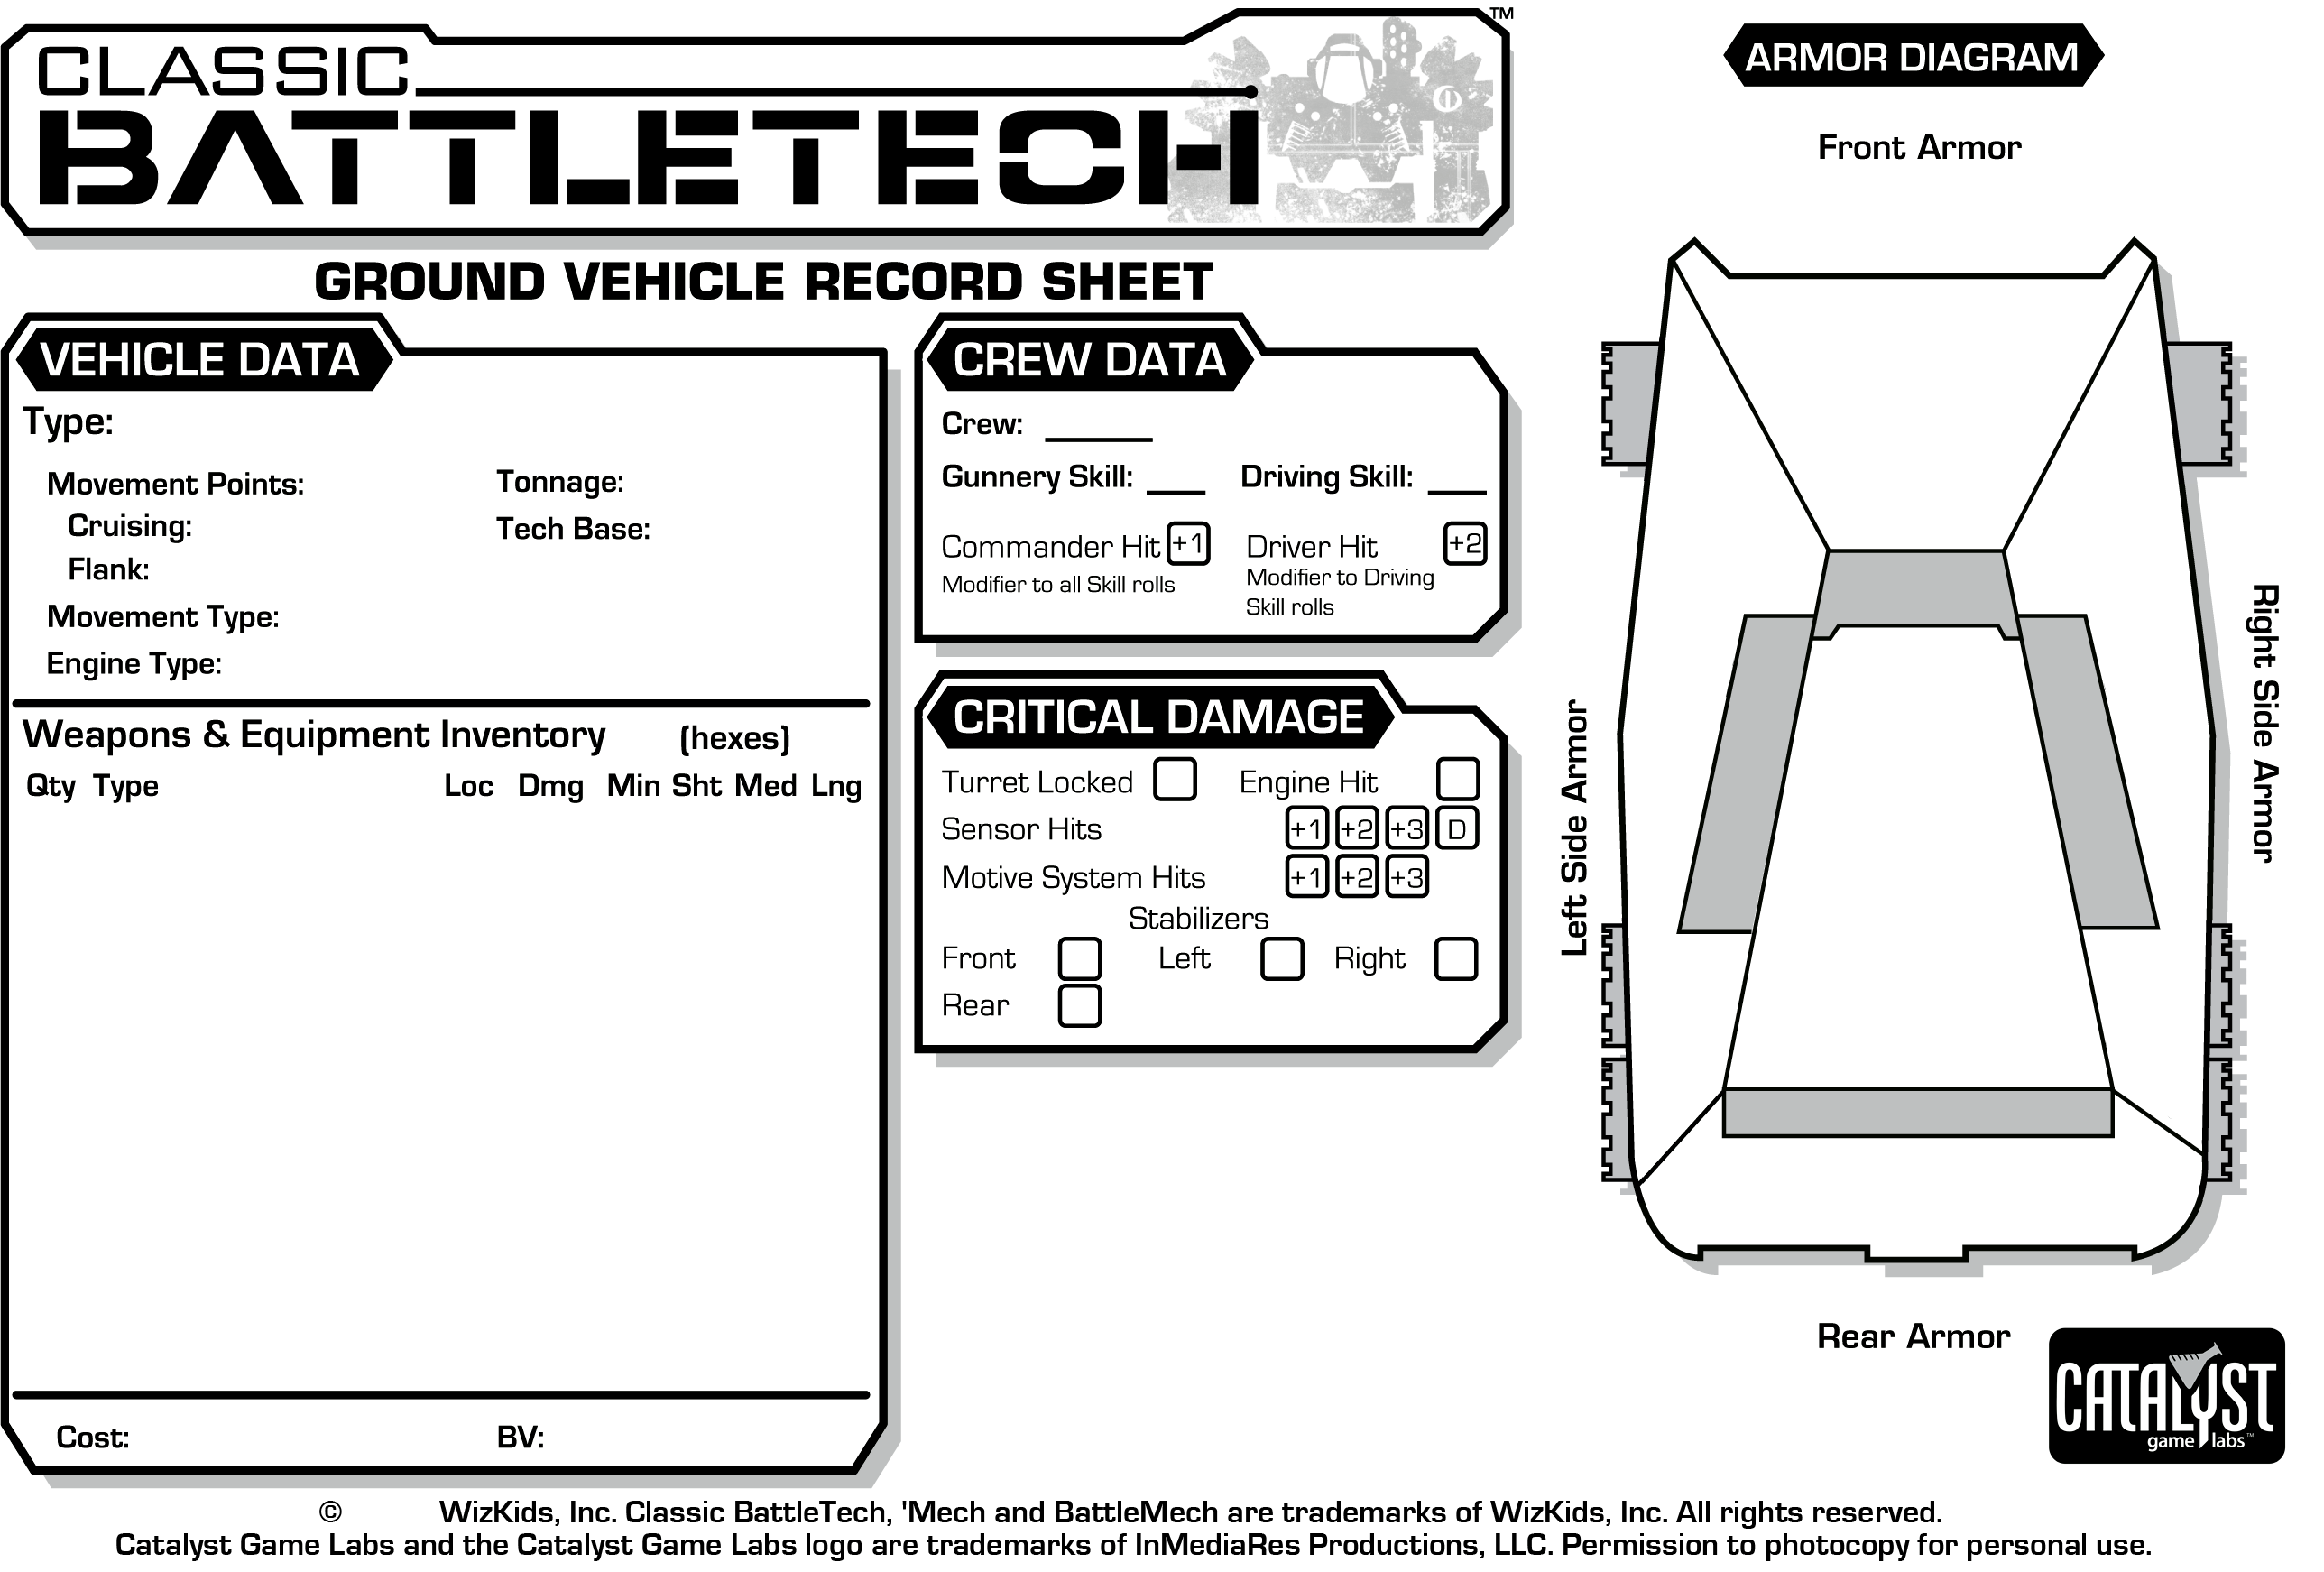 CLASSIC
BATTLETECH
TM
GROUND VEHICLE RECORD SHEET
VEHICLE DATA
Type:
Movement Points:
Tonnage:
Cruising:
Tech Base:
Flank:
Movement Type:
Engine Type:
Weapons & Equipment Inventory (hexes)
Qty Type Loc Dmg Min Sht Med Lng
Cost: BV:
CREW DATA
Crew:
Gunnery Skill: Driving Skill:
Commander Hit +1 Driver Hit +2
Modifier to all Skill rolls
Modifier to Driving
Skill rolls
CRITICAL DAMAGE
Turret Locked Engine Hit
Sensor Hits +1 +2 +3 D
Motive System Hits +1 +2 +3
Stabilizers
Front Left Right
Rear
ARMOR DIAGRAM
Front Armor
Left Side Armor
Right Side Armor
Rear Armor
CATALYST
game labs™
© WizKids, Inc. Classic BattleTech, 'Mech and BattleMech are trademarks of WizKids, Inc. All rights reserved.
Catalyst Game Labs and the Catalyst Game Labs logo are trademarks of InMediaRes Productions, LLC. Permission to photocopy for personal use.